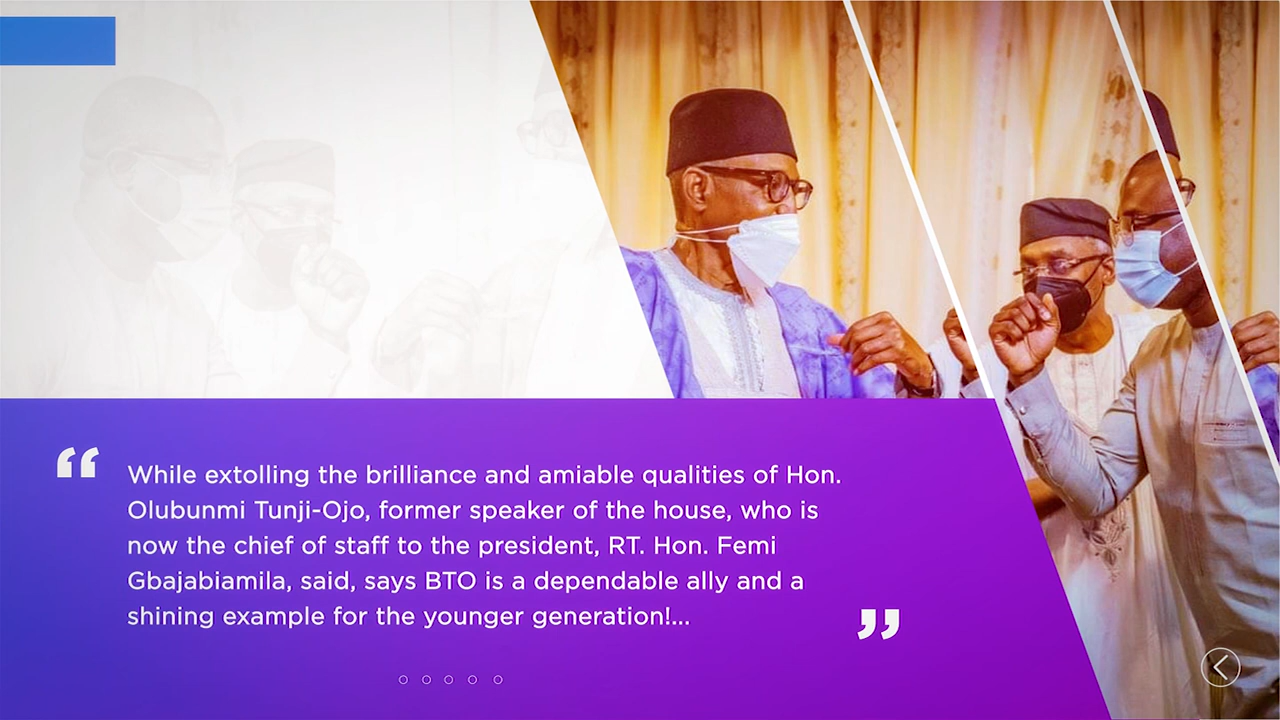 “ While extolling the brilliance and amiable qualities of Hon.
Olubunmi Tunji-Ojo, former speaker of the house, who is
now the chief of staff to the president, RT. Hon. Femi
Gbajabiamila, said, says BTO is a dependable ally and a
shining example for the younger generation!... ”